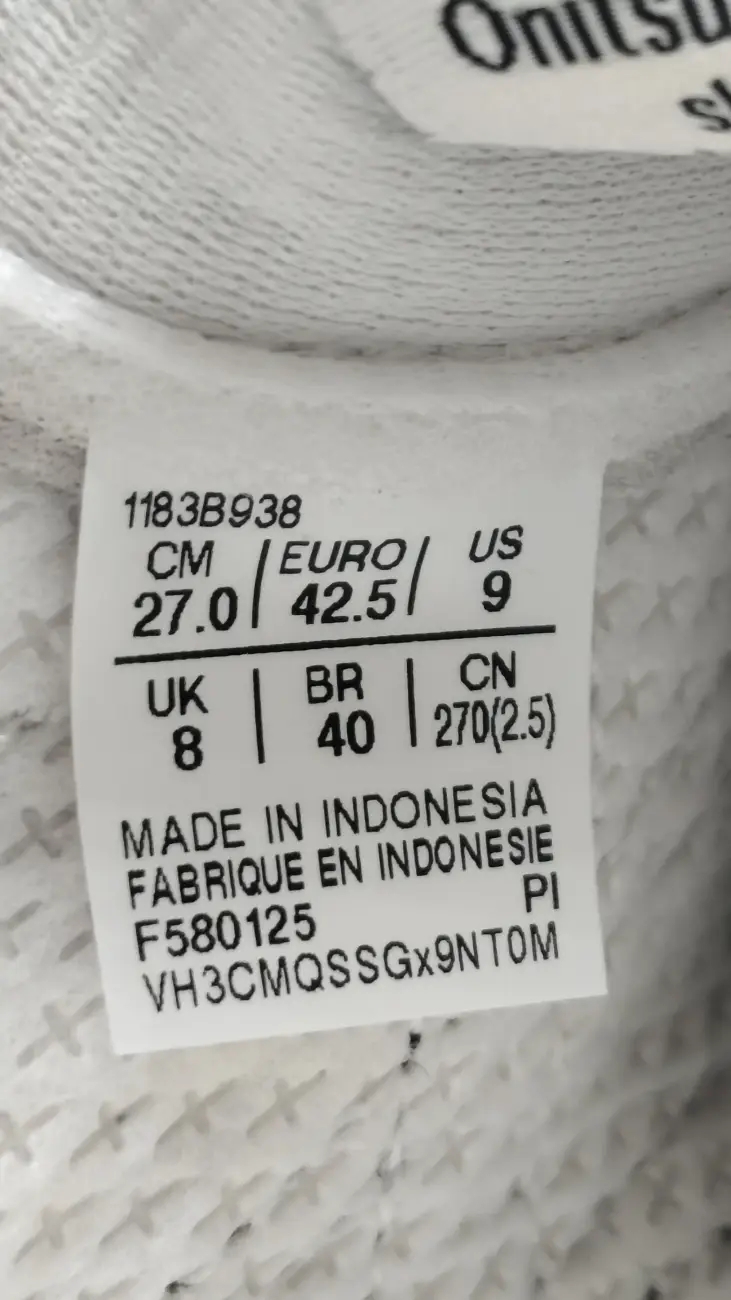 1183B938
CM / EURO / US
27.0 / 42.5 / 9
UK | BR | CN
8 | 40 | 270(2.5)
MADE IN INDONESIA
FABRIQUE EN INDONESIE
F580125 PI
VH3CMQSSGx9NT0M